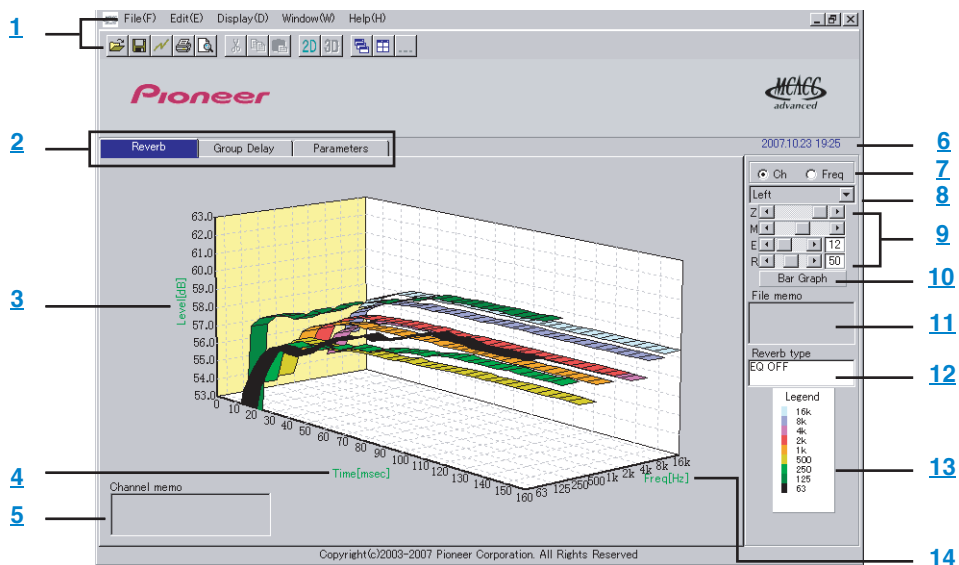 1
File(F) Edit(E) Display(D) Window(W) Help(H)
2D 3D
Pioneer
MCACC
advanced
2
Reverb Group Delay Parameters
2007.10.23 19:25
6
Ch Freq
7
Left
8
Z
M
E 12
R 50
9
Bar Graph
10
File memo
11
Reverb type
EQ OFF
12
Legend
16k
8k
4k
2k
1k
500
250
125
63
13
3
Level[dB]
63.0
62.0
61.0
60.0
59.0
58.0
57.0
56.0
55.0
54.0
53.0
0 10 20 30 40 50 60 70 80 90 100 110 120 130 140 150 160
4
Time[msec]
63 125 250 500 1k 2k 4k 8k 16k
Freq[Hz]
14
Channel memo
5
Copyright(c)2003-2007 Pioneer Corporation. All Rights Reserved